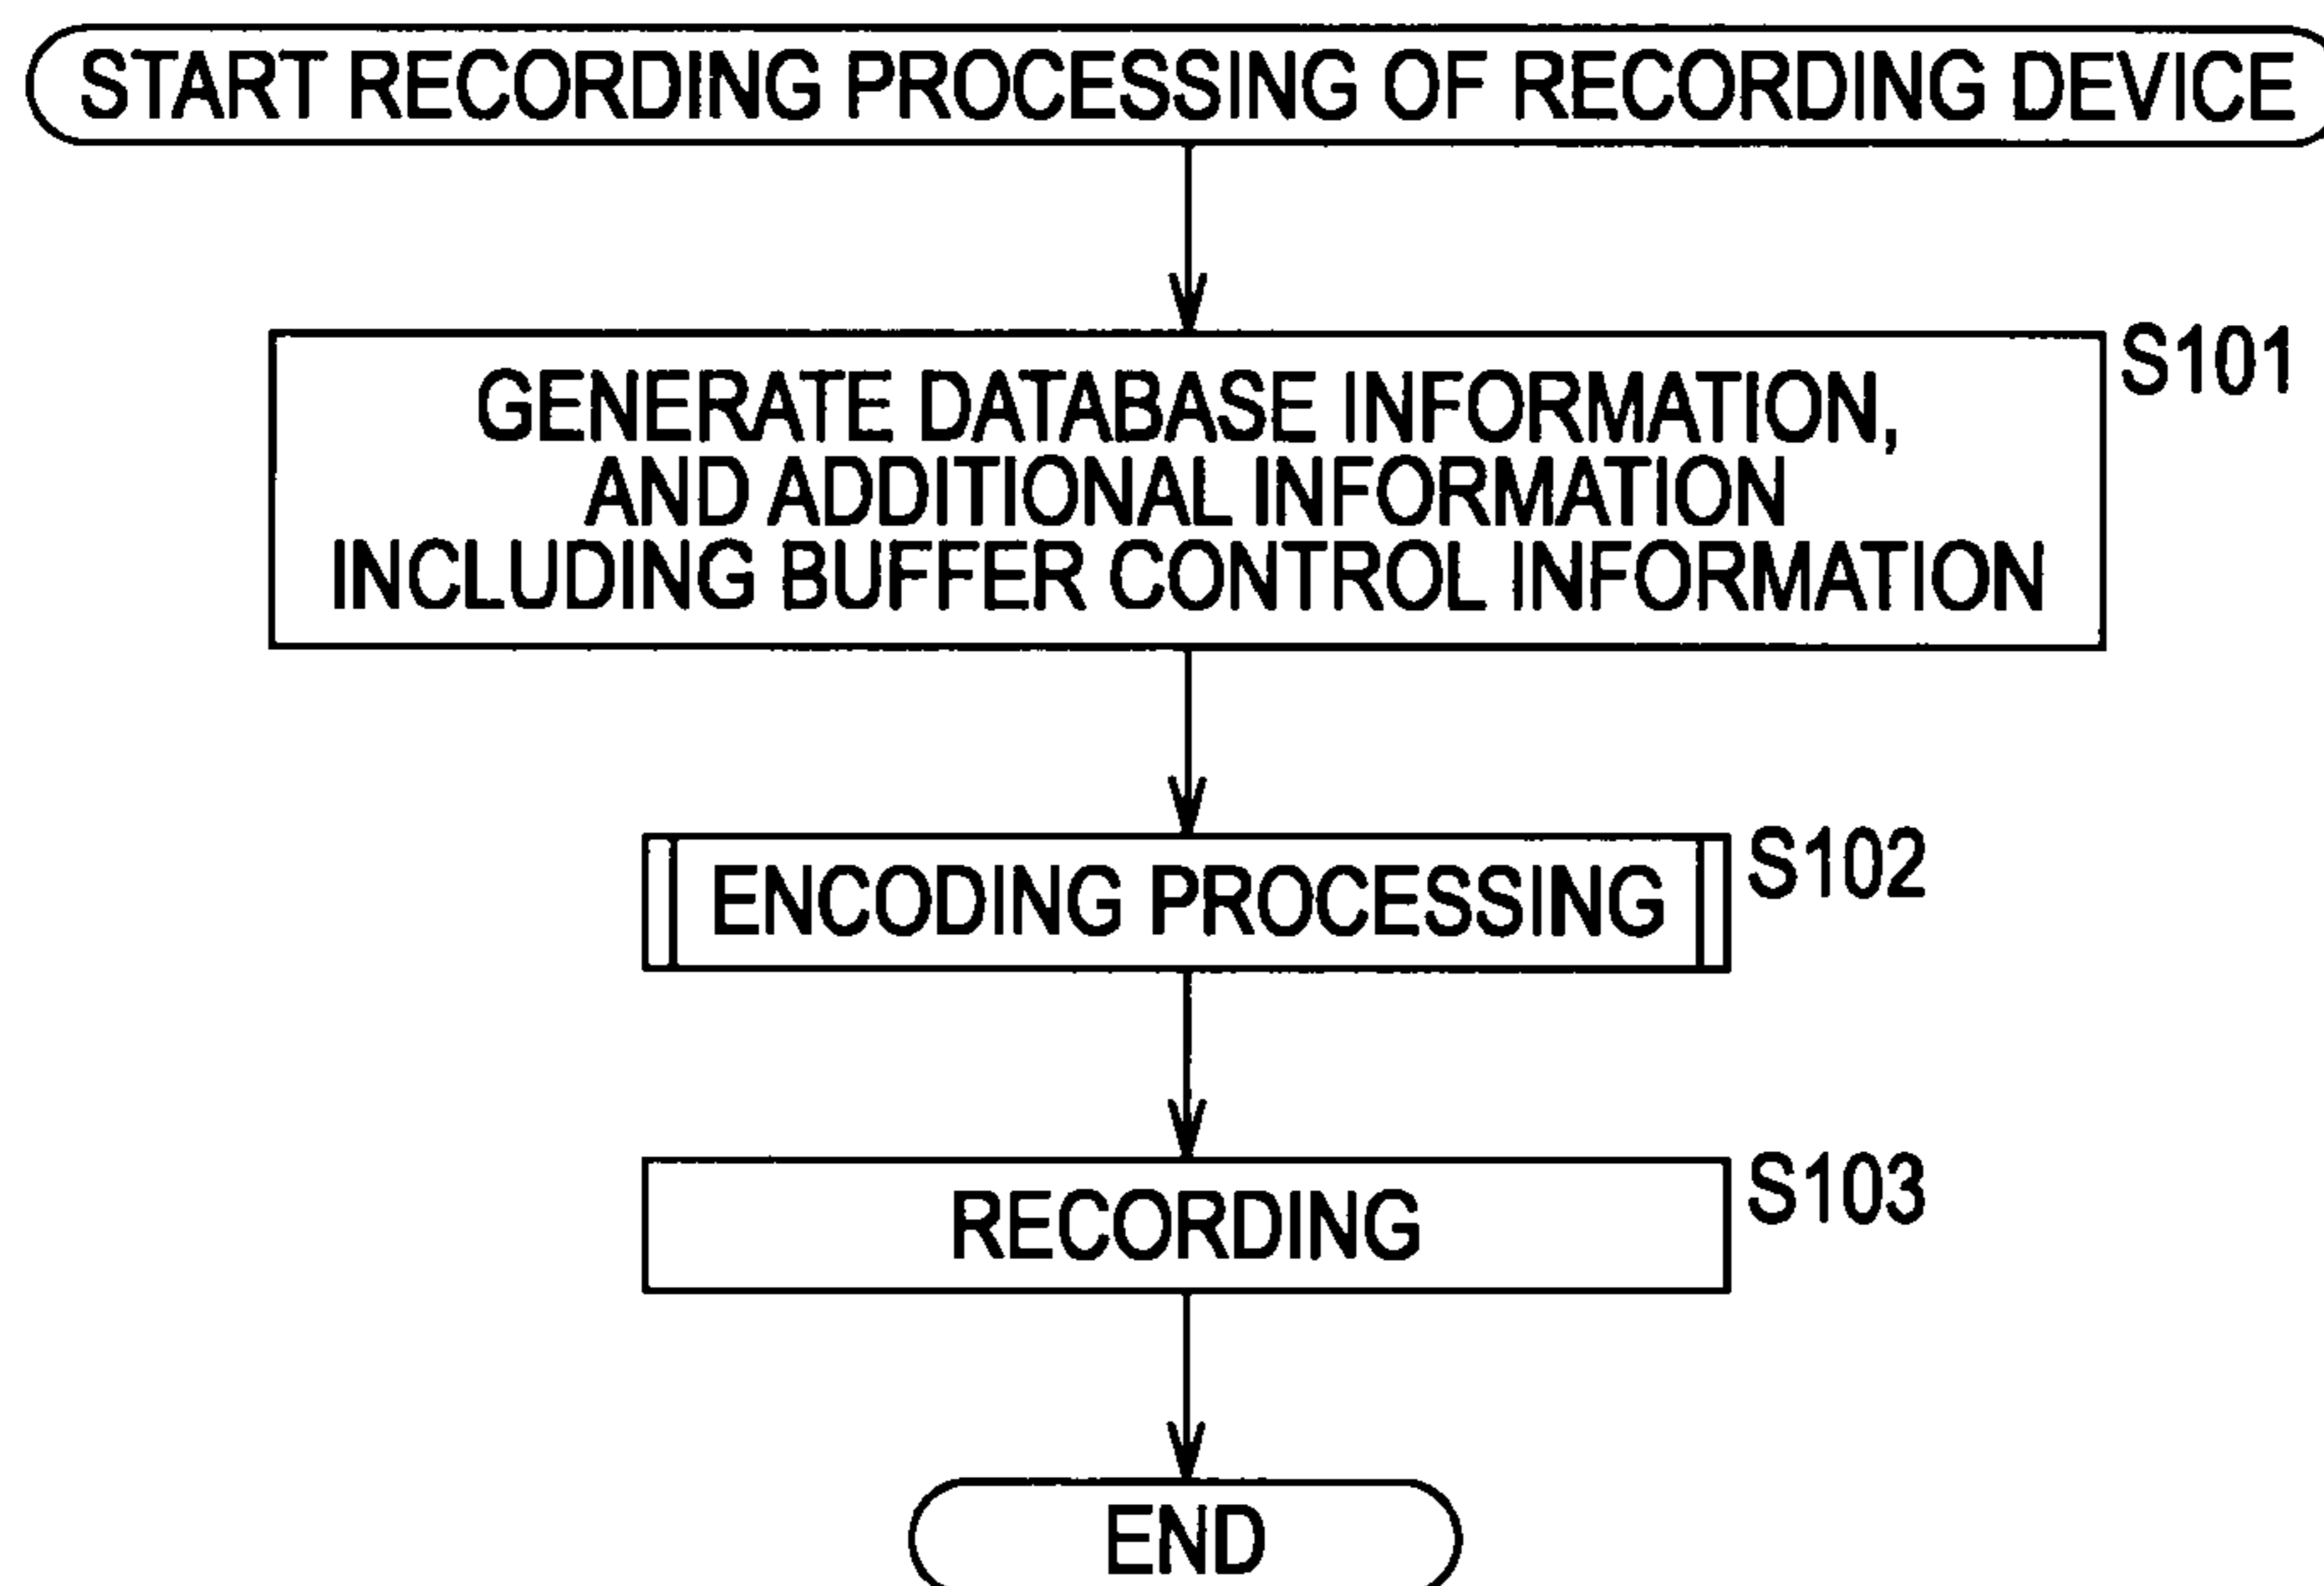 START RECORDING PROCESSING OF RECORDING DEVICE
S101
GENERATE DATABASE INFORMATION,
AND ADDITIONAL INFORMATION
INCLUDING BUFFER CONTROL INFORMATION
S102
ENCODING PROCESSING
S103
RECORDING
END